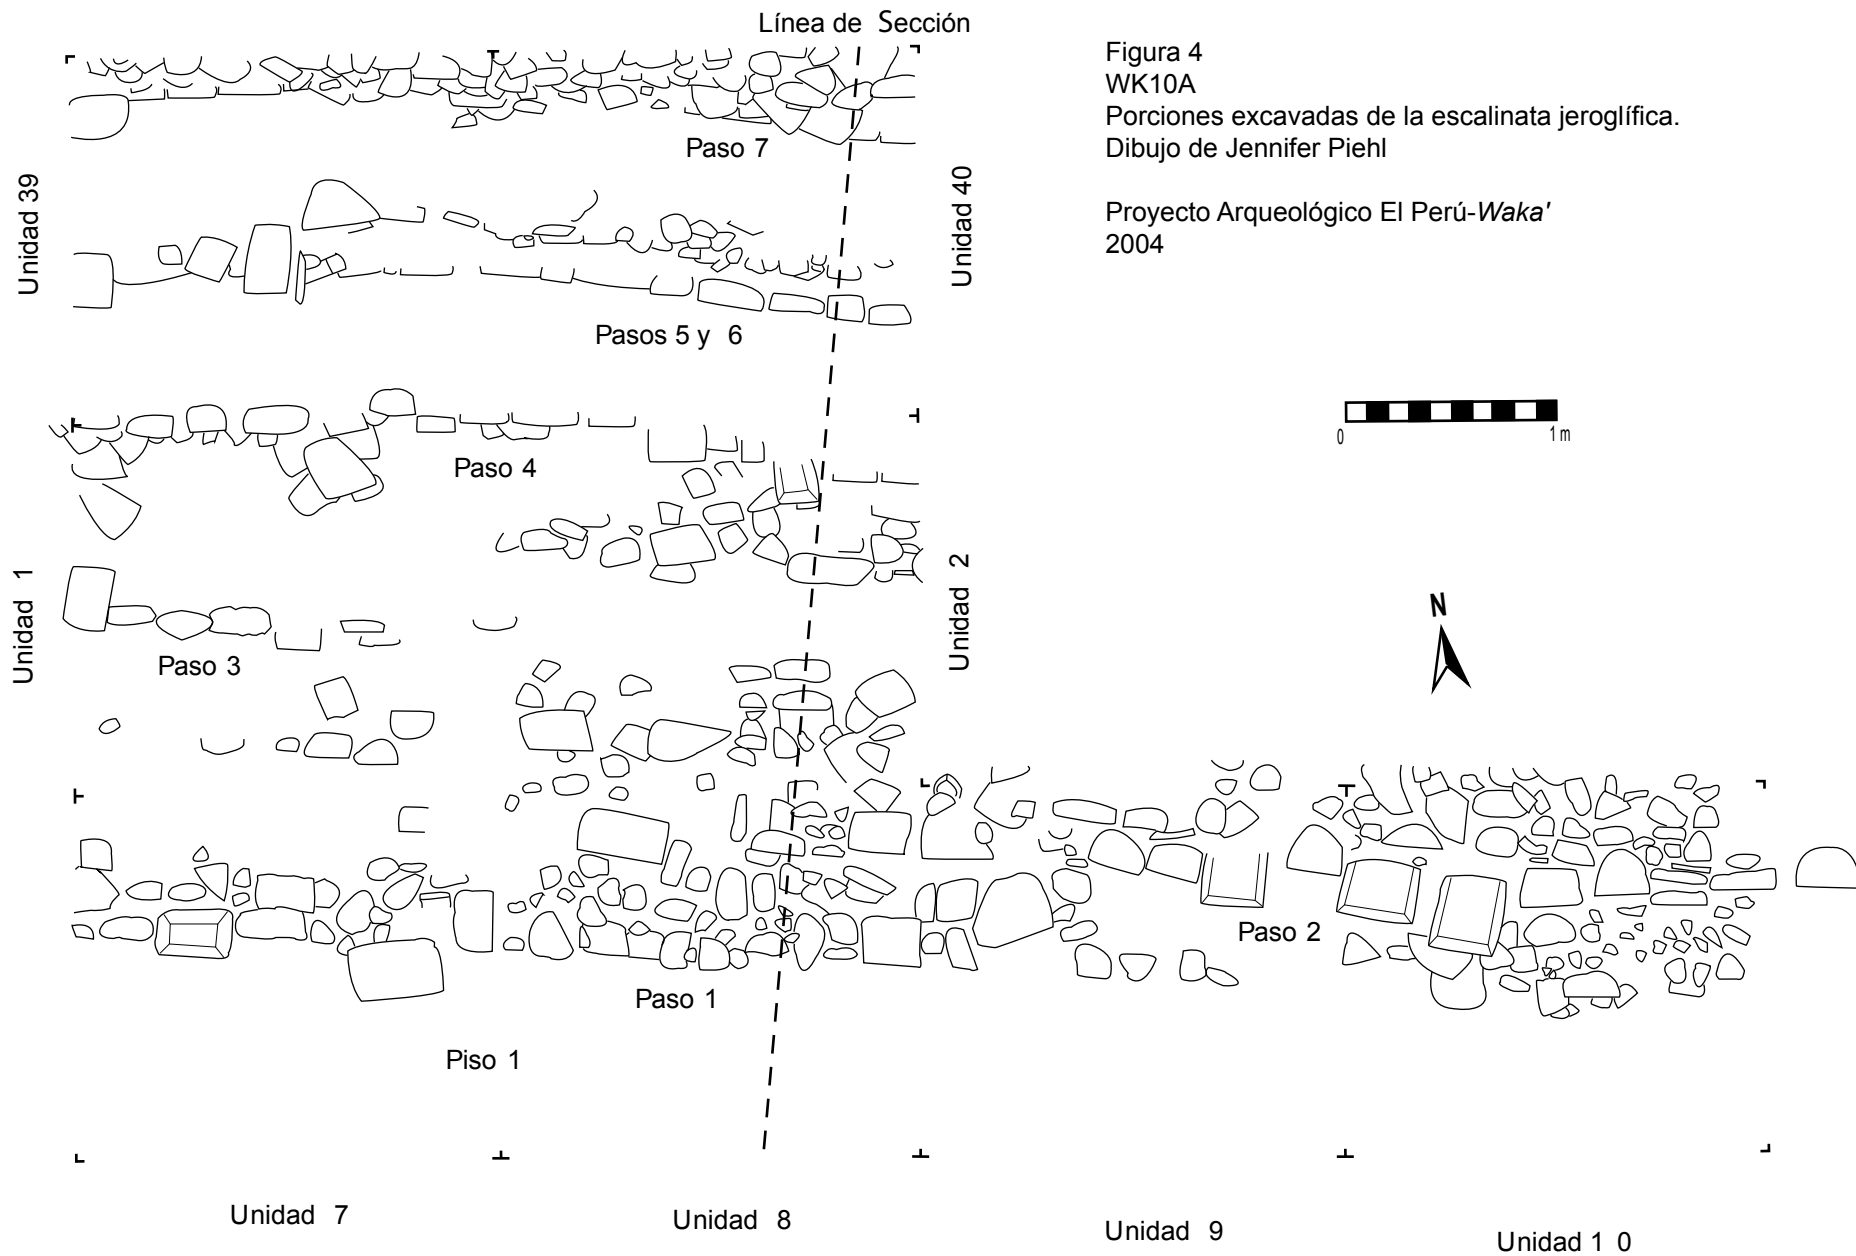 Línea de Sección
Figura 4
WK10A
Porciones excavadas de la escalinata jeroglífica.
Dibujo de Jennifer Piehl
Proyecto Arqueológico El Perú-Waka'
2004
Paso 7
Unidad 39
Unidad 40
Pasos 5 y 6
0 1 m
Paso 4
Unidad 1
Unidad 2
N
Paso 3
Paso 2
Paso 1
Piso 1
Unidad 7
Unidad 8
Unidad 9
Unidad 1 0